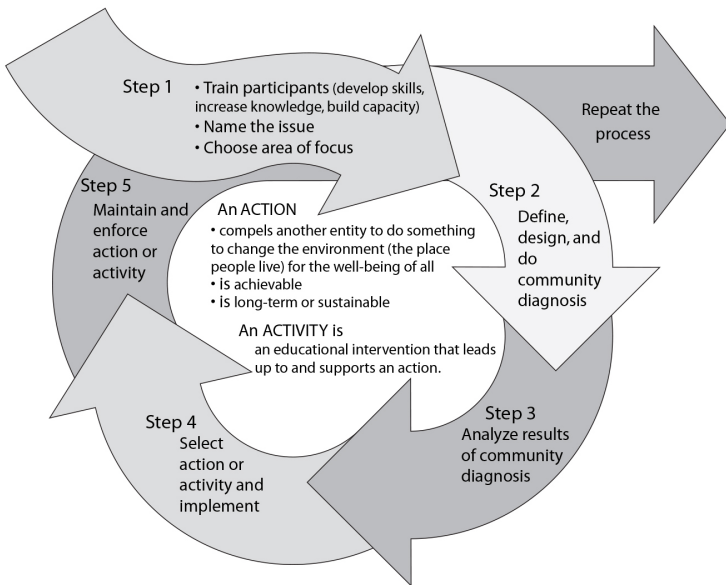 Step 1
• Train participants (develop skills,
increase knowledge, build capacity)
• Name the issue
• Choose area of focus
Repeat the
process
Step 2
Define,
design, and
do
community
diagnosis
Step 3
Analyze results
of community
diagnosis
Step 4
Select
action or
activity and
implement
Step 5
Maintain and
enforce
action or
activity
An ACTION
• compels another entity to do something
to change the environment (the place
people live) for the well-being of all
• is achievable
• is long-term or sustainable
An ACTIVITY is
an educational intervention that leads
up to and supports an action.